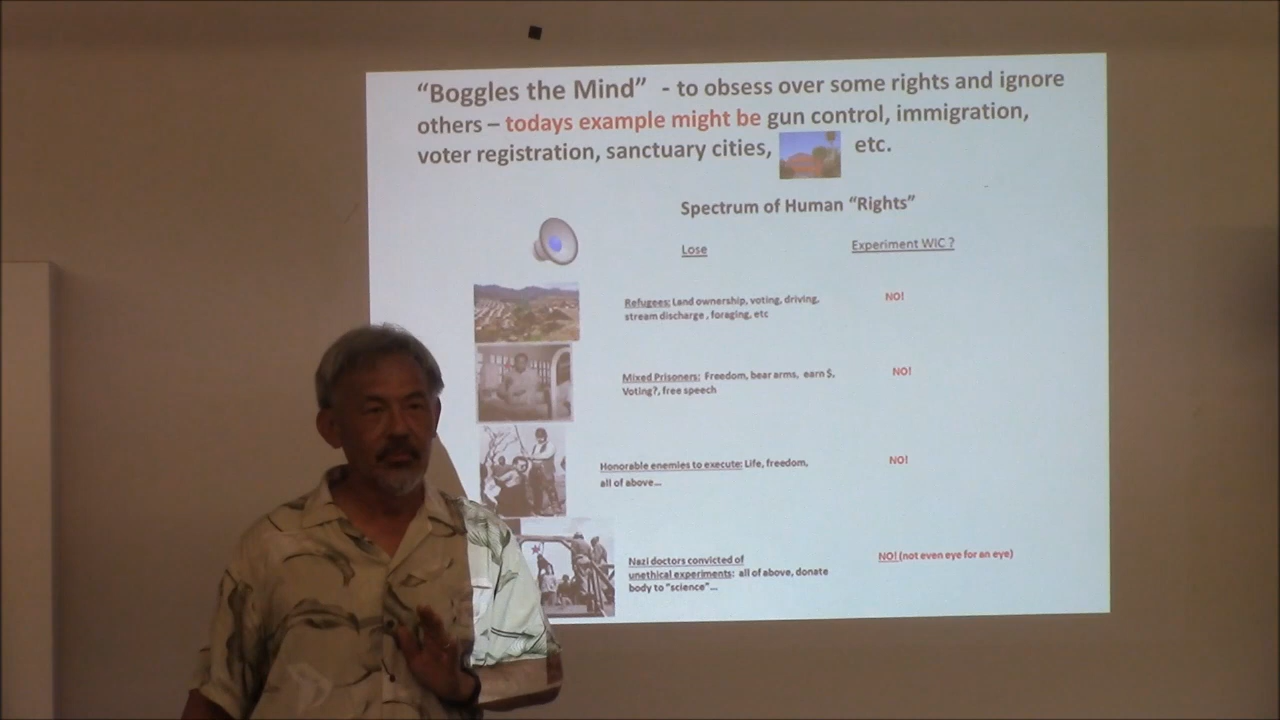 “Boggles the Mind” - to obsess over some rights and ignore
others – todays example might be gun control, immigration,
voter registration, sanctuary cities, etc.
Spectrum of Human “Rights”
Lose Experiment WIC ?
Refugees: Land ownership, voting, driving, NO!
stream discharge , foraging, etc
Mixed Prisoners: Freedom, bear arms, earn $, NO!
Voting?, free speech
Honorable enemies to execute: Life, freedom, NO!
all of above...
Nazi doctors convicted of NO! (not even eye for an eye)
unethical experiments: all of above, donate
body to “science”...